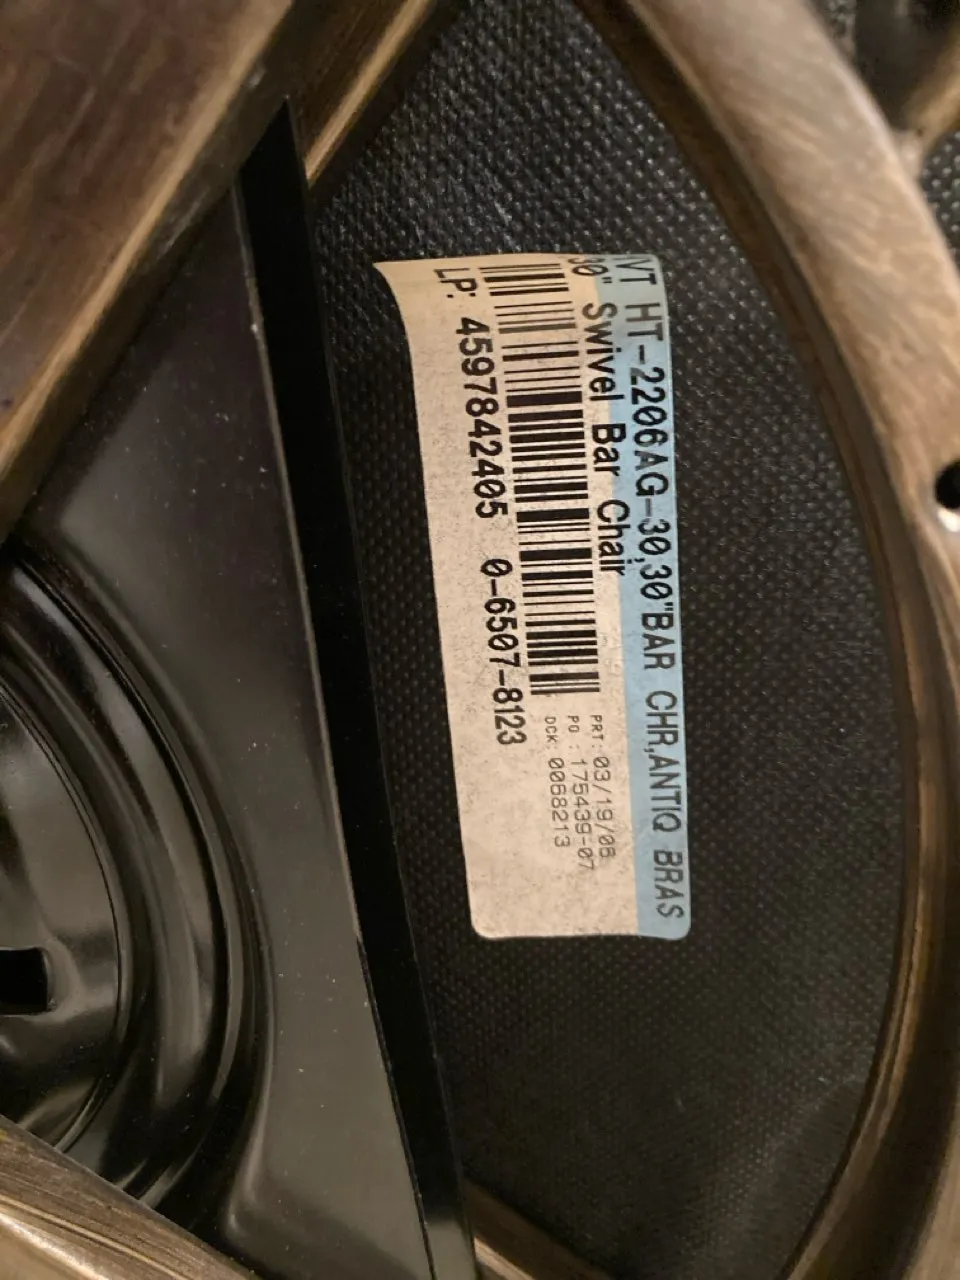 HT-2206AG-30,30"BAR CHR,ANTIQ BRAS
30" Swivel Bar Chair
LP: 4597842405 0-6507-8123
PRT: 03/19/06
PO : 175439-07
DCK: 0068213